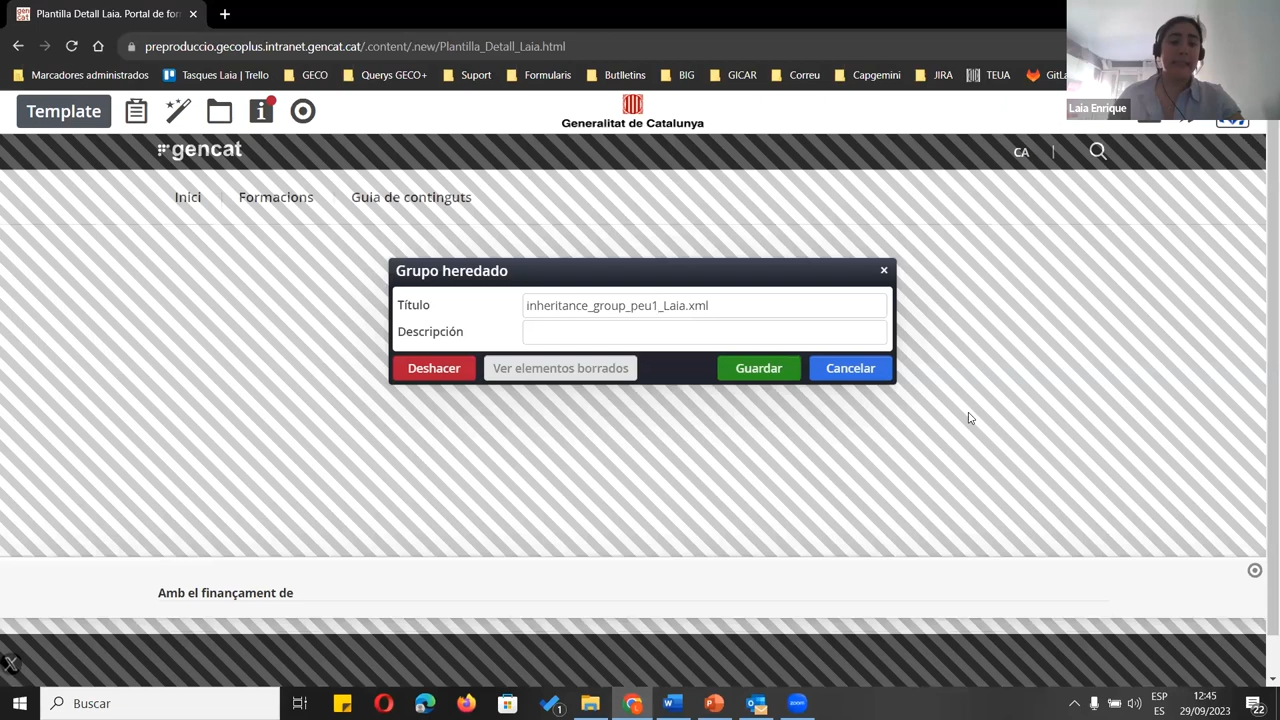 Plantilla Detall Laia. Portal de for
preproduccio.gecoplus.intranet.gencat.cat/.content/.new/Plantilla_Detall_Laia.html
Marcadores administrados
Tasques Laia | Trello
GECO
Querys GECO+
Suport
Formularis
Butlletins
BIG
GICAR
Correu
Capgemini
JIRA
TEUA
GitLa
Laia Enrique
Template
Generalitat de Catalunya
gencat
CA
Inici
Formacions
Guia de continguts
Grupo heredado
Título
inheritance_group_peu1_Laia.xml
Descripción
Deshacer
Ver elementos borrados
Guardar
Cancelar
Amb el finançament de
Buscar
ESP
ES
12:45
29/09/2023
22